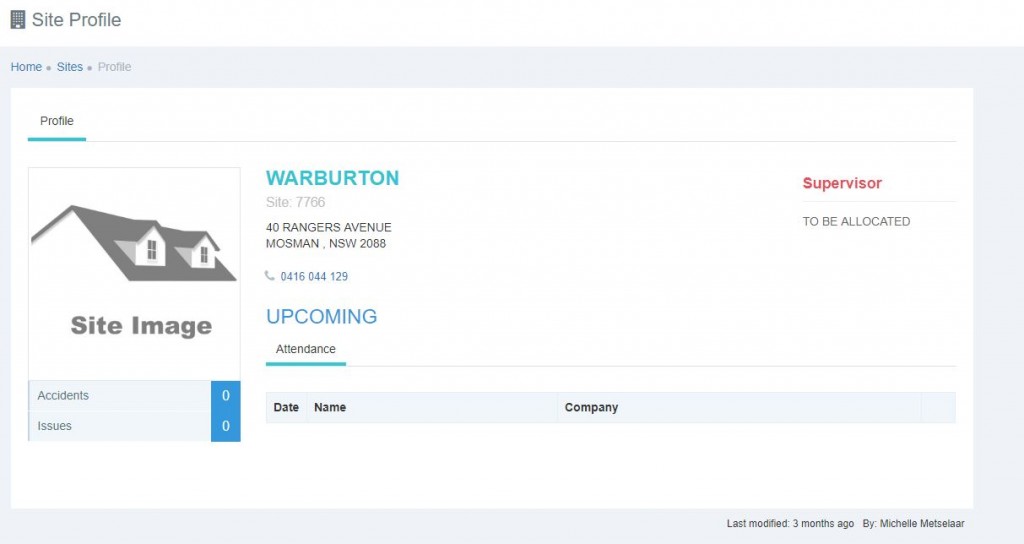 Site Profile
Home • Sites • Profile
Profile
Site Image
Accidents 0
Issues 0
WARBURTON
Site: 7766
40 RANGERS AVENUE
MOSMAN , NSW 2088
0416 044 129
Supervisor
TO BE ALLOCATED
UPCOMING
Attendance
Date Name Company
Last modified: 3 months ago By: Michelle Metselaar